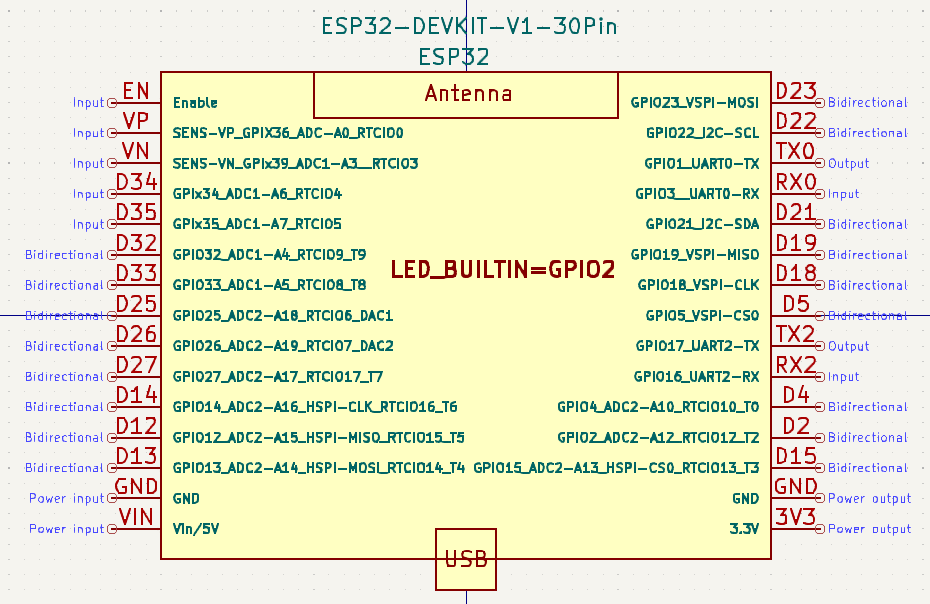 ESP32-DEVKIT-V1-30Pin
ESP32
Antenna
Input EN Enable
Input VP SENS-VP_GPIX36_ADC-A0_RTCIO0
Input VN SENS-VN_GPIx39_ADC1-A3__RTCIO3
Input D34 GPIx34_ADC1-A6_RTCIO4
Input D35 GPIx35_ADC1-A7_RTCIO5
Bidirectional D32 GPIO32_ADC1-A4_RTCIO9_T9
Bidirectional D33 GPIO33_ADC1-A5_RTCIO8_T8
Bidirectional D25 GPIO25_ADC2-A18_RTCIO6_DAC1
Bidirectional D26 GPIO26_ADC2-A19_RTCIO7_DAC2
Bidirectional D27 GPIO27_ADC2-A17_RTCIO17_T7
Bidirectional D14 GPIO14_ADC2-A16_HSPI-CLK_RTCIO16_T6
Bidirectional D12 GPIO12_ADC2-A15_HSPI-MISO_RTCIO15_T5
Bidirectional D13 GPIO13_ADC2-A14_HSPI-MOSI_RTCIO14_T4
Power input GND GND
Power input VIN Vin/5V
LED_BUILTIN=GPIO2
GPIO23_VSPI-MOSI D23 Bidirectional
GPIO22_I2C-SCL D22 Bidirectional
GPIO1_UART0-TX TX0 Output
GPIO3__UART0-RX RX0 Input
GPIO21_I2C-SDA D21 Bidirectional
GPIO19_VSPI-MISO D19 Bidirectional
GPIO18_VSPI-CLK D18 Bidirectional
GPIO5_VSPI-CS0 D5 Bidirectional
GPIO17_UART2-TX TX2 Output
GPIO16_UART2-RX RX2 Input
GPIO4_ADC2-A10_RTCIO10_T0 D4 Bidirectional
GPIO2_ADC2-A12_RTCIO12_T2 D2 Bidirectional
GPIO15_ADC2-A13_HSPI-CS0_RTCIO13_T3 D15 Bidirectional
GND GND Power output
3.3V 3V3 Power output
USB